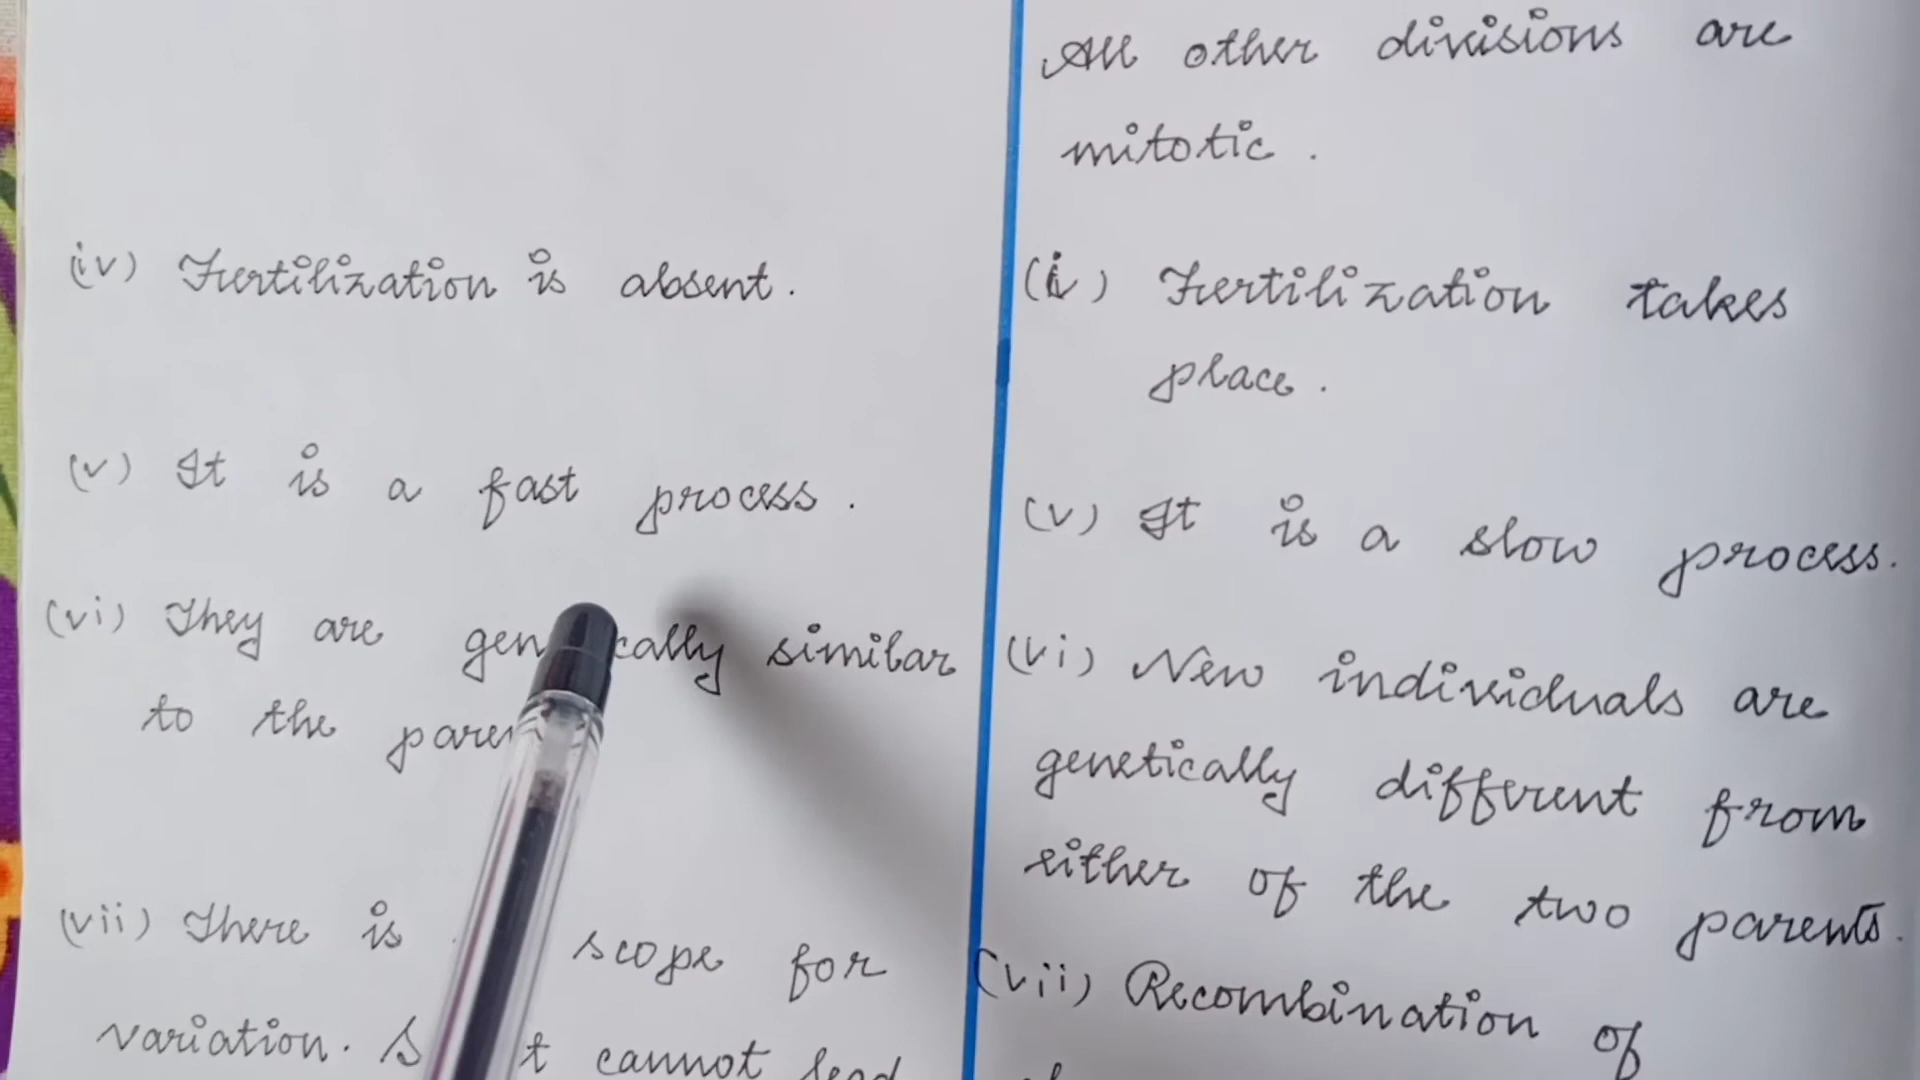 (iv) Fertilization is absent.
(v) It is a fast process.
(vi) They are similar
to the
(vii) There is scope for
variation. cannot lead
All other divisions are
mitotic.
(iv) Fertilization takes
place.
(v) It is a slow process.
(vi) New individuals are
genetically different from
either of the two parents.
(vii) Recombination of